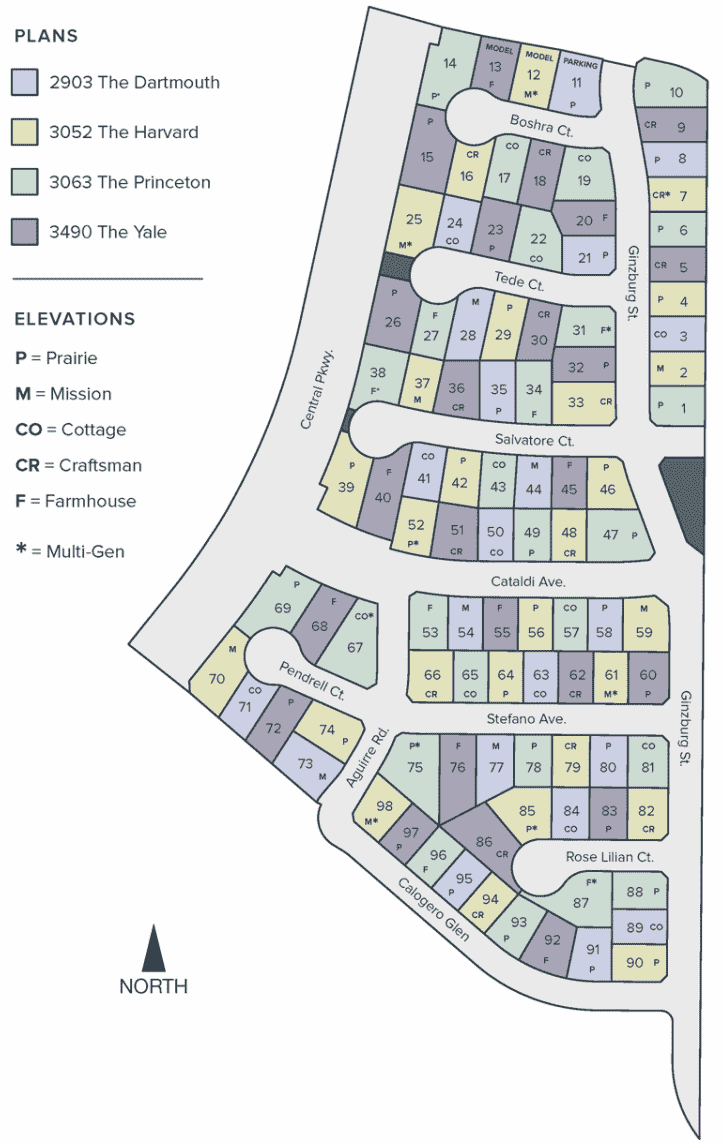 PLANS
2903 The Dartmouth
3052 The Harvard
3063 The Princeton
3490 The Yale
ELEVATIONS
P = Prairie
M = Mission
CO = Cottage
CR = Craftsman
F = Farmhouse
* = Multi-Gen
NORTH
Central Pkwy.
14 P*
MODEL 13 F
MODEL 12 M*
PARKING 11 P
P 10
CR 9
P 8
CR* 7
P 6
CR 5
P 4
CO 3
M 2
P 1
Boshra Ct.
P 15
CR 16
CO 17
CR 18
CO 19
20 F
21 P
22 CO
23 P
24 CO
25 M*
Ginzburg St.
Tede Ct.
P 26
F 27
M 28
P 29
CR 30
31 F*
32 P
33 CR
34 F
35 P
36 CR
37 M
38 F*
Salvatore Ct.
P 39
F 40
CO 41
P 42
CO 43
M 44
F 45
P 46
47 P
48 CR
49 P
50 CO
51 CR
52 P*
Cataldi Ave.
F 53
M 54
F 55
P 56
CO 57
P 58
M 59
60 P
61 M*
62 CR
63 CO
64 P
65 CO
66 CR
CO* 67
F 68
P 69
M 70
CO 71
P 72
73 M
74 P
Pendrell Ct.
Stefano Ave.
Ginzburg St.
Aguirre Rd.
P* 75
F 76
M 77
P 78
CR 79
P 80
CO 81
82 CR
83 P
84 CO
85 P*
86 CR
Rose Lilian Ct.
F* 87
88 P
89 CO
90 P
91 P
92 F
93 P
94 CR
95 P
96 F
97 P
98 M*
Calogero Glen